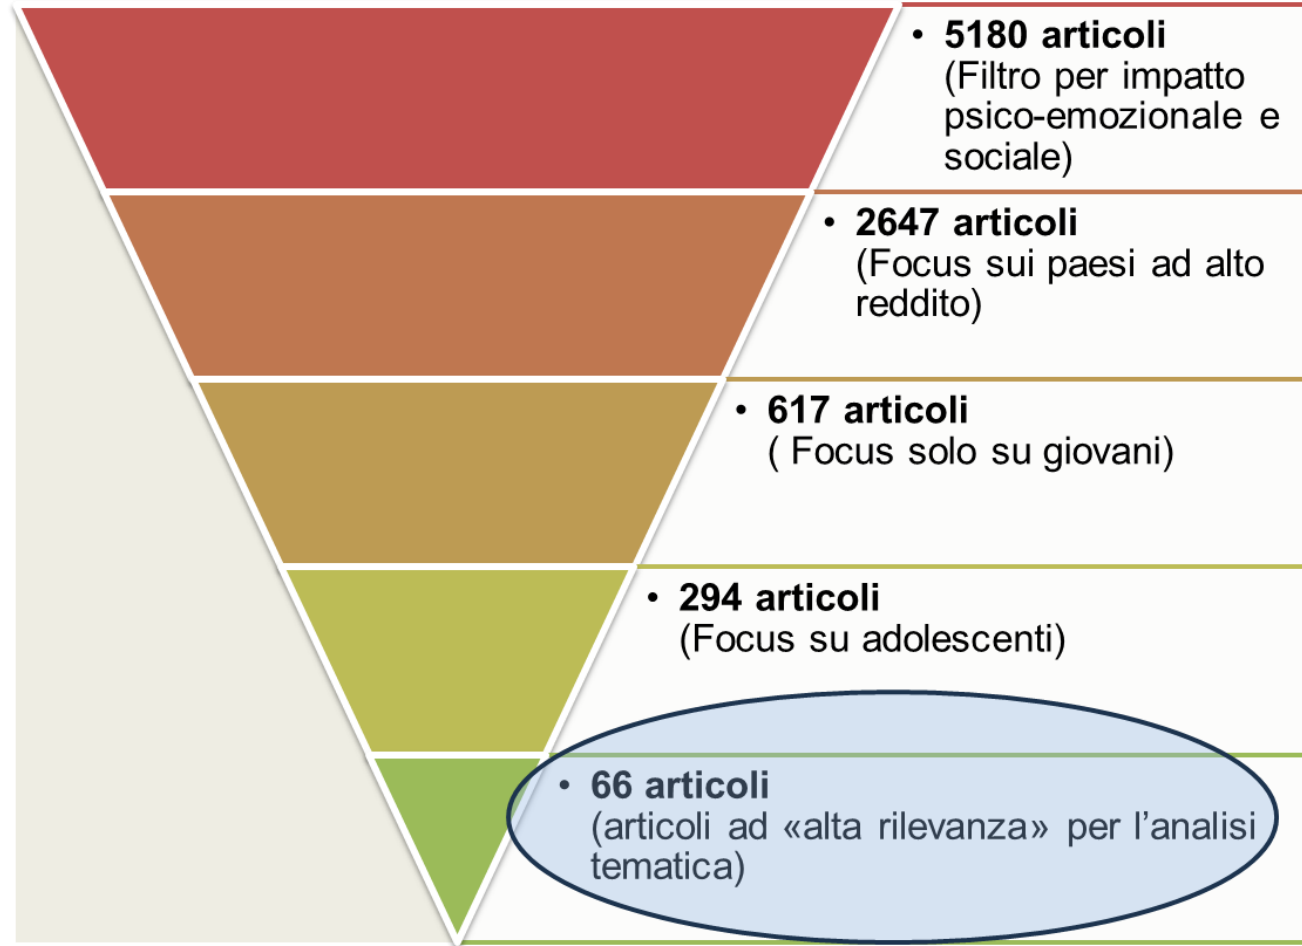 • 5180 articoli
(Filtro per impatto
psico-emozionale e
sociale)
• 2647 articoli
(Focus sui paesi ad alto
reddito)
• 617 articoli
( Focus solo su giovani)
• 294 articoli
(Focus su adolescenti)
• 66 articoli
(articoli ad «alta rilevanza» per l’analisi
tematica)